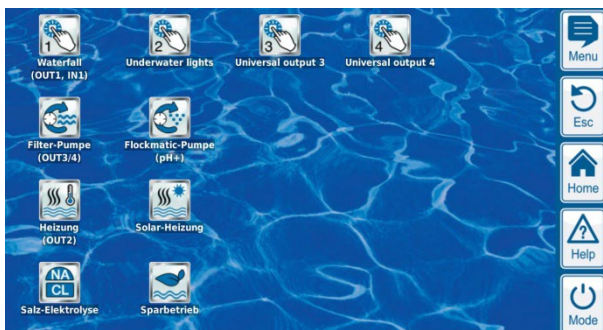 1
2
3
4
Waterfall
(OUT1, IN1)
Underwater lights
Universal output 3
Universal output 4
Filter-Pumpe
(OUT3/4)
Flockmatic-Pumpe
(pH+)
Heizung
(OUT2)
Solar-Heizung
NA
CL
Salz-Elektrolyse
Sparbetrieb
Menu
Esc
Home
?
Help
Mode